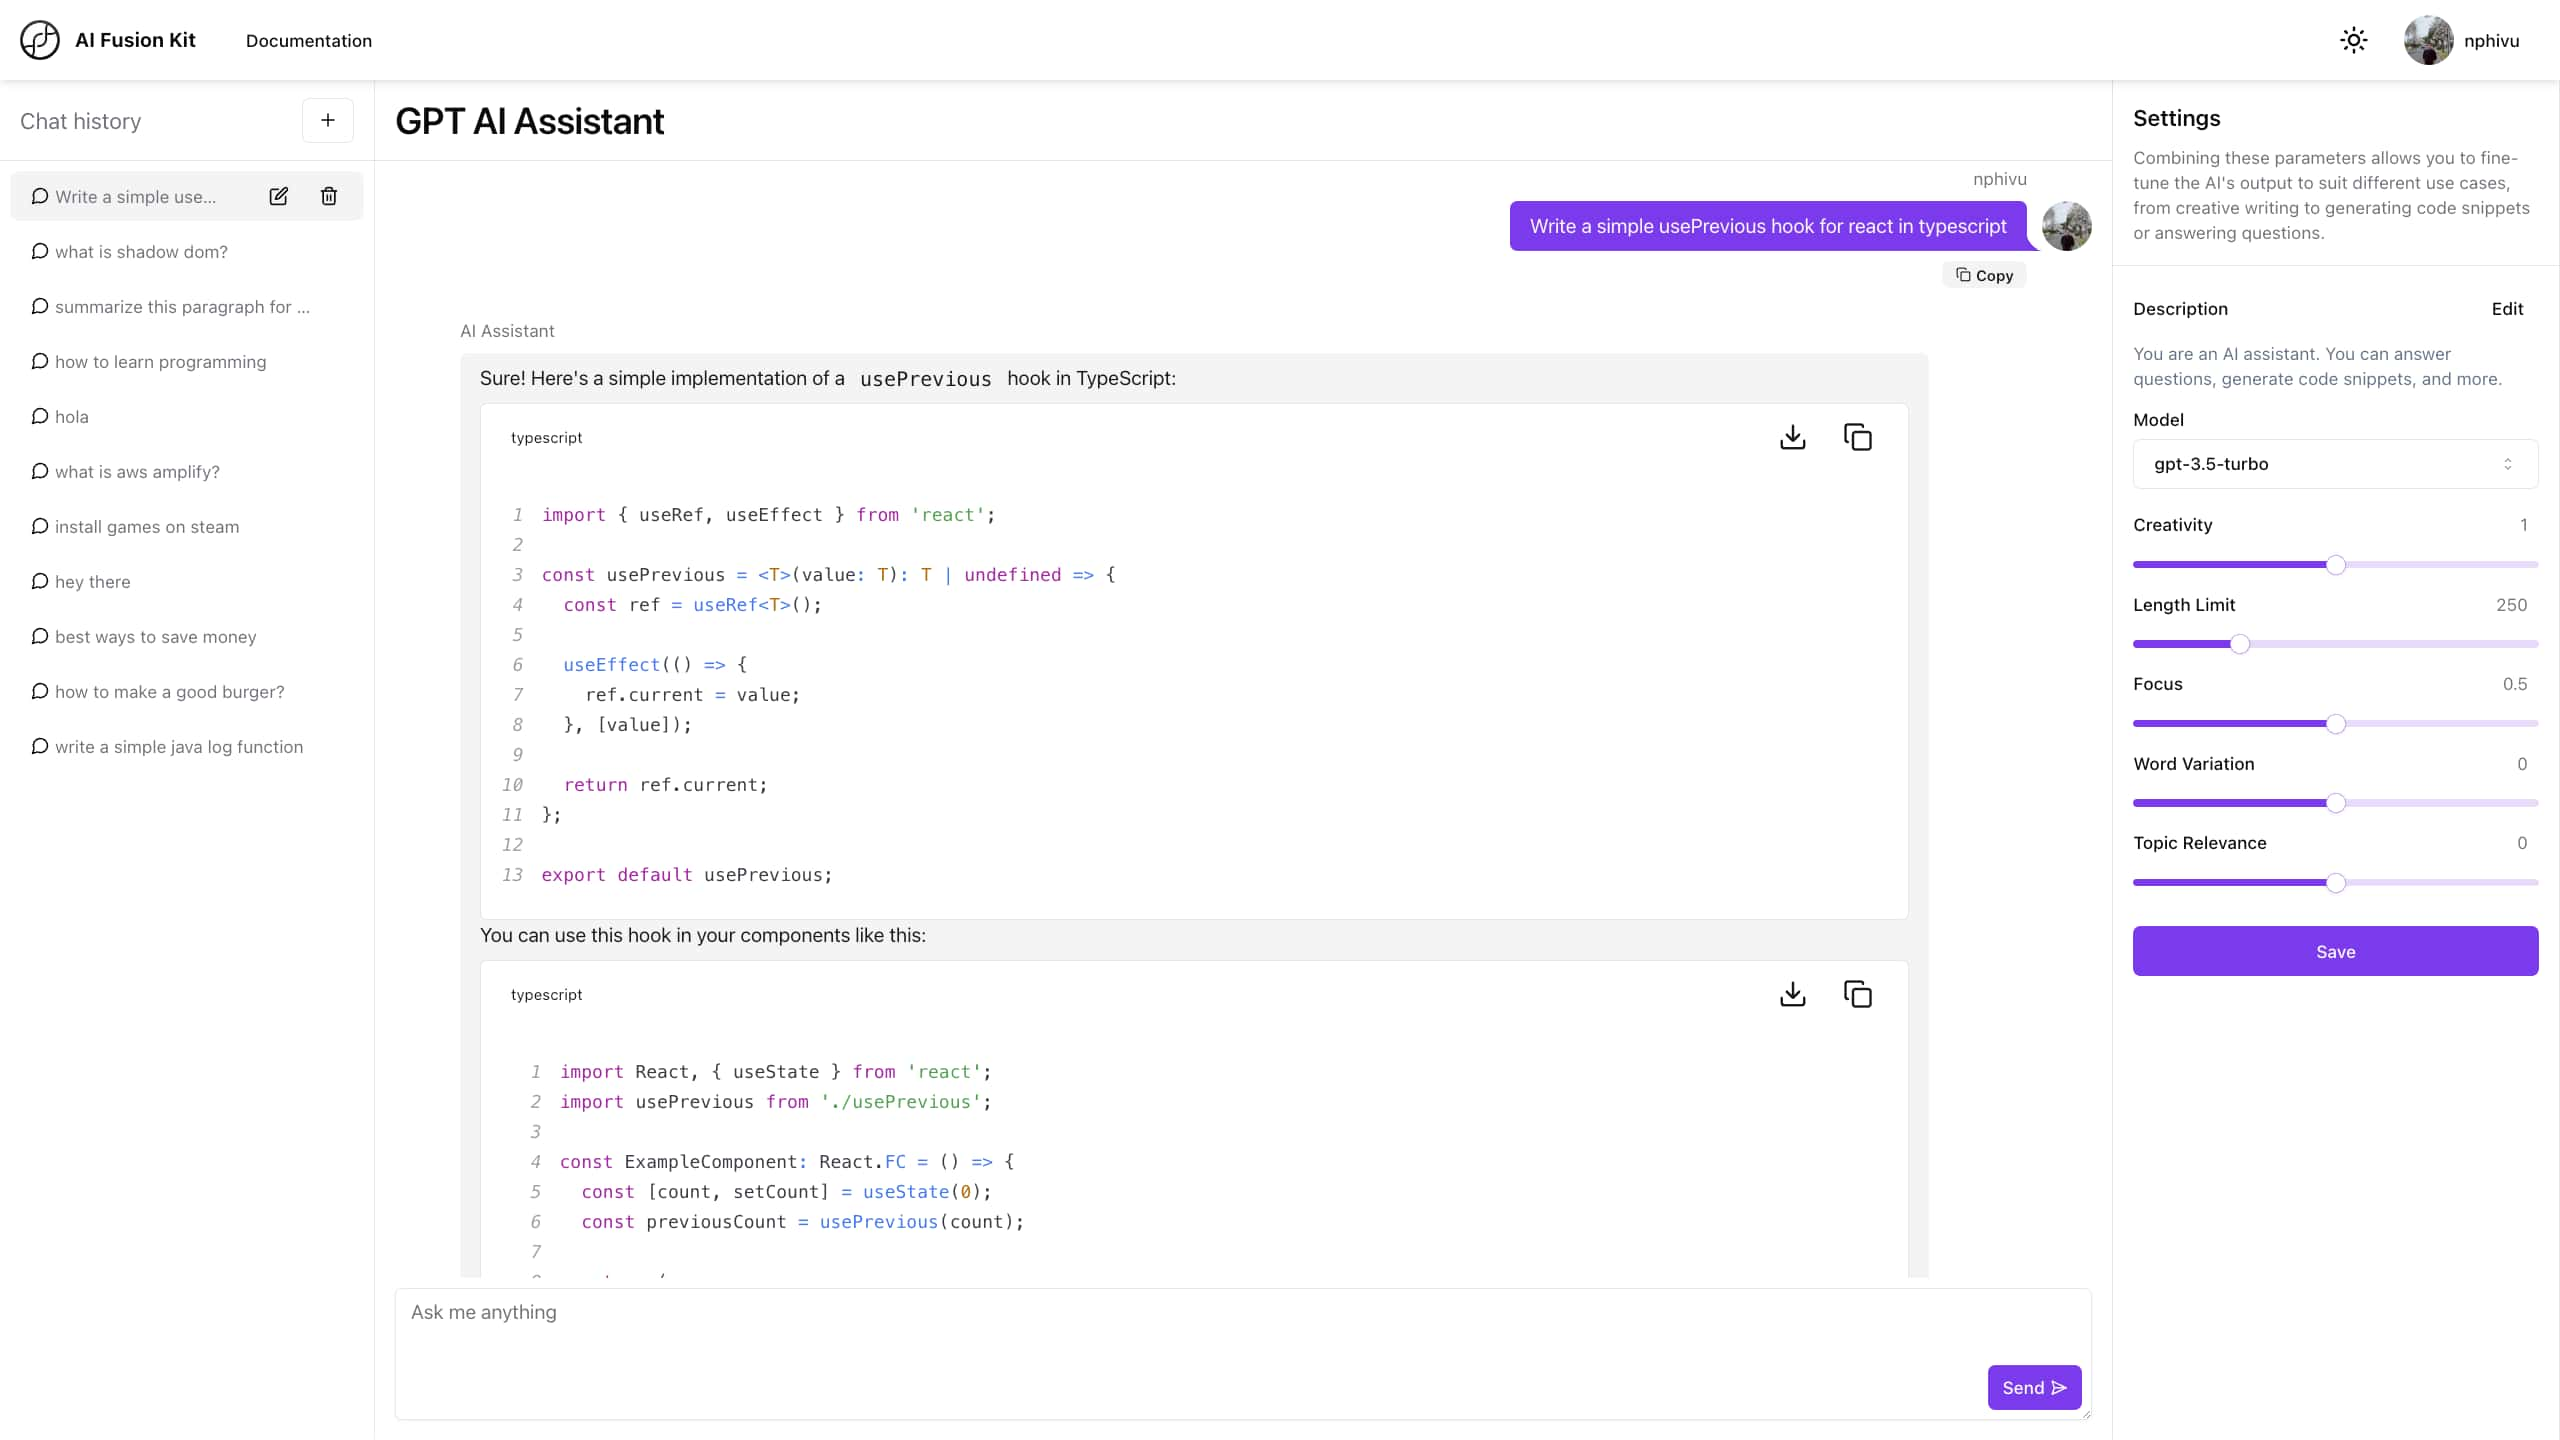 AI Fusion Kit
Documentation
nphivu
Chat history
+
Write a simple use...
what is shadow dom?
summarize this paragraph for ...
how to learn programming
hola
what is aws amplify?
install games on steam
hey there
best ways to save money
how to make a good burger?
write a simple java log function
GPT AI Assistant
nphivu
Write a simple usePrevious hook for react in typescript
Copy
AI Assistant
Sure! Here's a simple implementation of a usePrevious hook in TypeScript:
typescript
1 import { useRef, useEffect } from 'react';
2
3 const usePrevious = <T>(value: T): T | undefined => {
4   const ref = useRef<T>();
5
6   useEffect(() => {
7     ref.current = value;
8   }, [value]);
9
10   return ref.current;
11 };
12
13 export default usePrevious;
You can use this hook in your components like this:
typescript
1 import React, { useState } from 'react';
2 import usePrevious from './usePrevious';
3
4 const ExampleComponent: React.FC = () => {
5   const [count, setCount] = useState(0);
6   const previousCount = usePrevious(count);
7
Ask me anything
Send
Settings
Combining these parameters allows you to fine-
tune the AI's output to suit different use cases,
from creative writing to generating code snippets
or answering questions.
Description Edit
You are an AI assistant. You can answer
questions, generate code snippets, and more.
Model
gpt-3.5-turbo
Creativity 1
Length Limit 250
Focus 0.5
Word Variation 0
Topic Relevance 0
Save